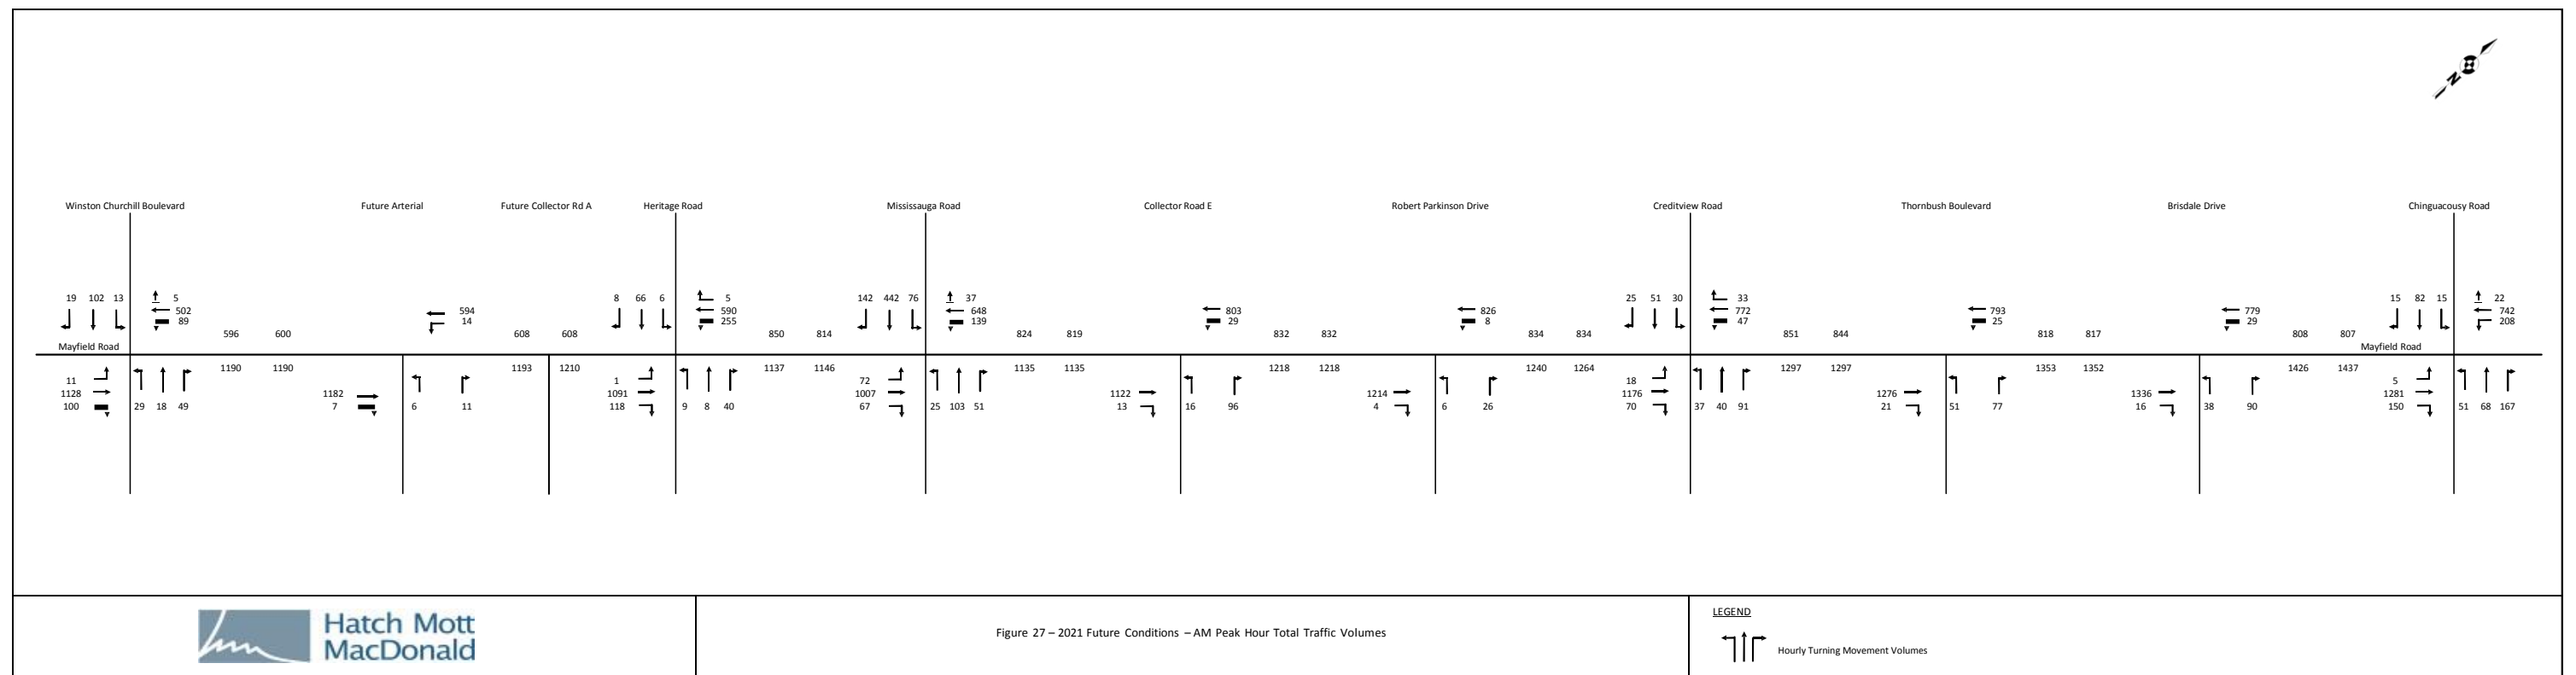 N
Winston Churchill Boulevard Future Arterial Future Collector Rd A Heritage Road Mississauga Road Collector Road E Robert Parkinson Drive Creditview Road Thornbush Boulevard Brisdale Drive Chinguacousy Road
19 102 13 5 8 66 6 5 142 442 76 37 25 51 30 33 15 82 15 22
502 594 590 648 803 826 772 793 779 742
89 14 255 139 29 8 47 25 29 208
596 600 608 608 850 814 824 819 832 832 834 834 851 844 818 817 808 807
Mayfield Road Mayfield Road
1190 1190 1193 1210 1137 1146 1135 1135 1218 1218 1240 1264 1297 1297 1353 1352 1426 1437
11 1 72 18 5
1128 1182 1091 1007 1122 1214 1176 1276 1336 1281
100 29 18 49 7 6 11 118 9 8 40 67 25 103 51 13 16 96 4 6 26 70 37 40 91 21 51 77 16 38 90 150 51 68 167
Hatch Mott
MacDonald
Figure 27 – 2021 Future Conditions – AM Peak Hour Total Traffic Volumes
LEGEND
Hourly Turning Movement Volumes